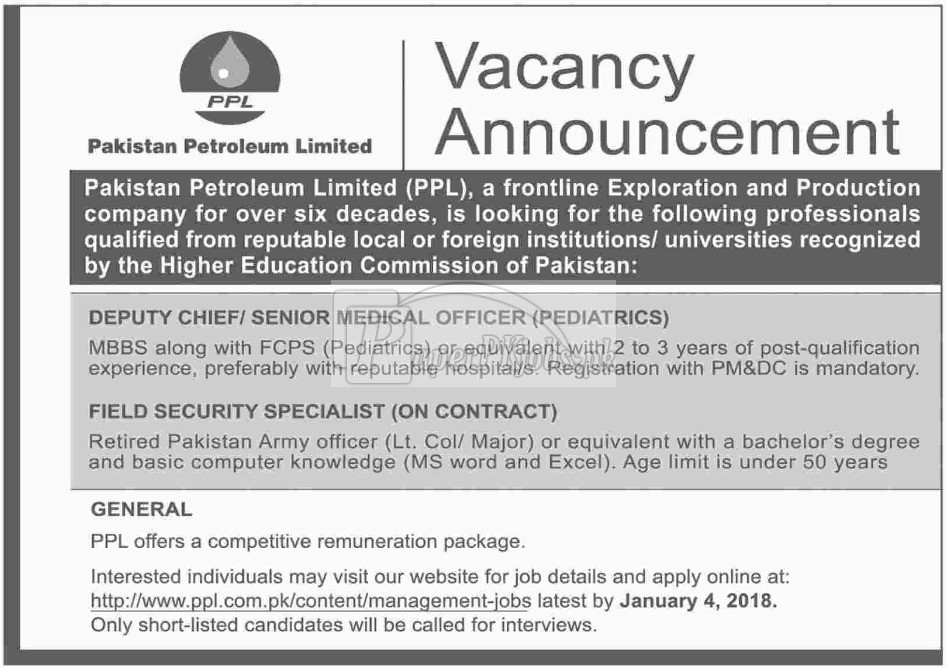 PPL
Pakistan Petroleum Limited
Vacancy
Announcement
Pakistan Petroleum Limited (PPL), a frontline Exploration and Production
company for over six decades, is looking for the following professionals
qualified from reputable local or foreign institutions/ universities recognized
by the Higher Education Commission of Pakistan:
DEPUTY CHIEF/ SENIOR MEDICAL OFFICER (PEDIATRICS)
MBBS along with FCPS (Pediatrics) or equivalent with 2 to 3 years of post-qualification
experience, preferably with reputable hospital/s. Registration with PM&DC is mandatory.
FIELD SECURITY SPECIALIST (ON CONTRACT)
Retired Pakistan Army officer (Lt. Col/ Major) or equivalent with a bachelor's degree
and basic computer knowledge (MS word and Excel). Age limit is under 50 years
GENERAL
PPL offers a competitive remuneration package.
Interested individuals may visit our website for job details and apply online at:
http://www.ppl.com.pk/content/management-jobs latest by January 4, 2018.
Only short-listed candidates will be called for interviews.